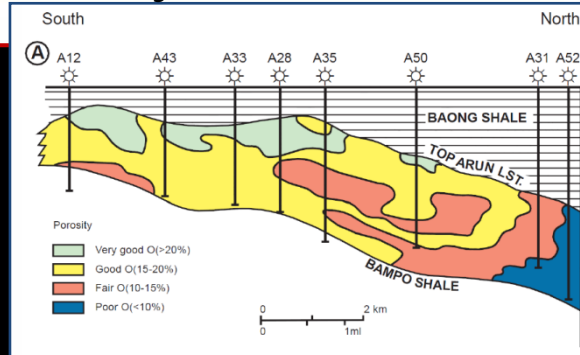 South
North
A
A12
A43
A33
A28
A35
A50
A31
A52
BAONG SHALE
TOP ARUN LST.
BAMPO SHALE
Porosity
Very good O(>20%)
Good O(15-20%)
Fair O(10-15%)
Poor O(<10%)
0
2 km
0
1ml